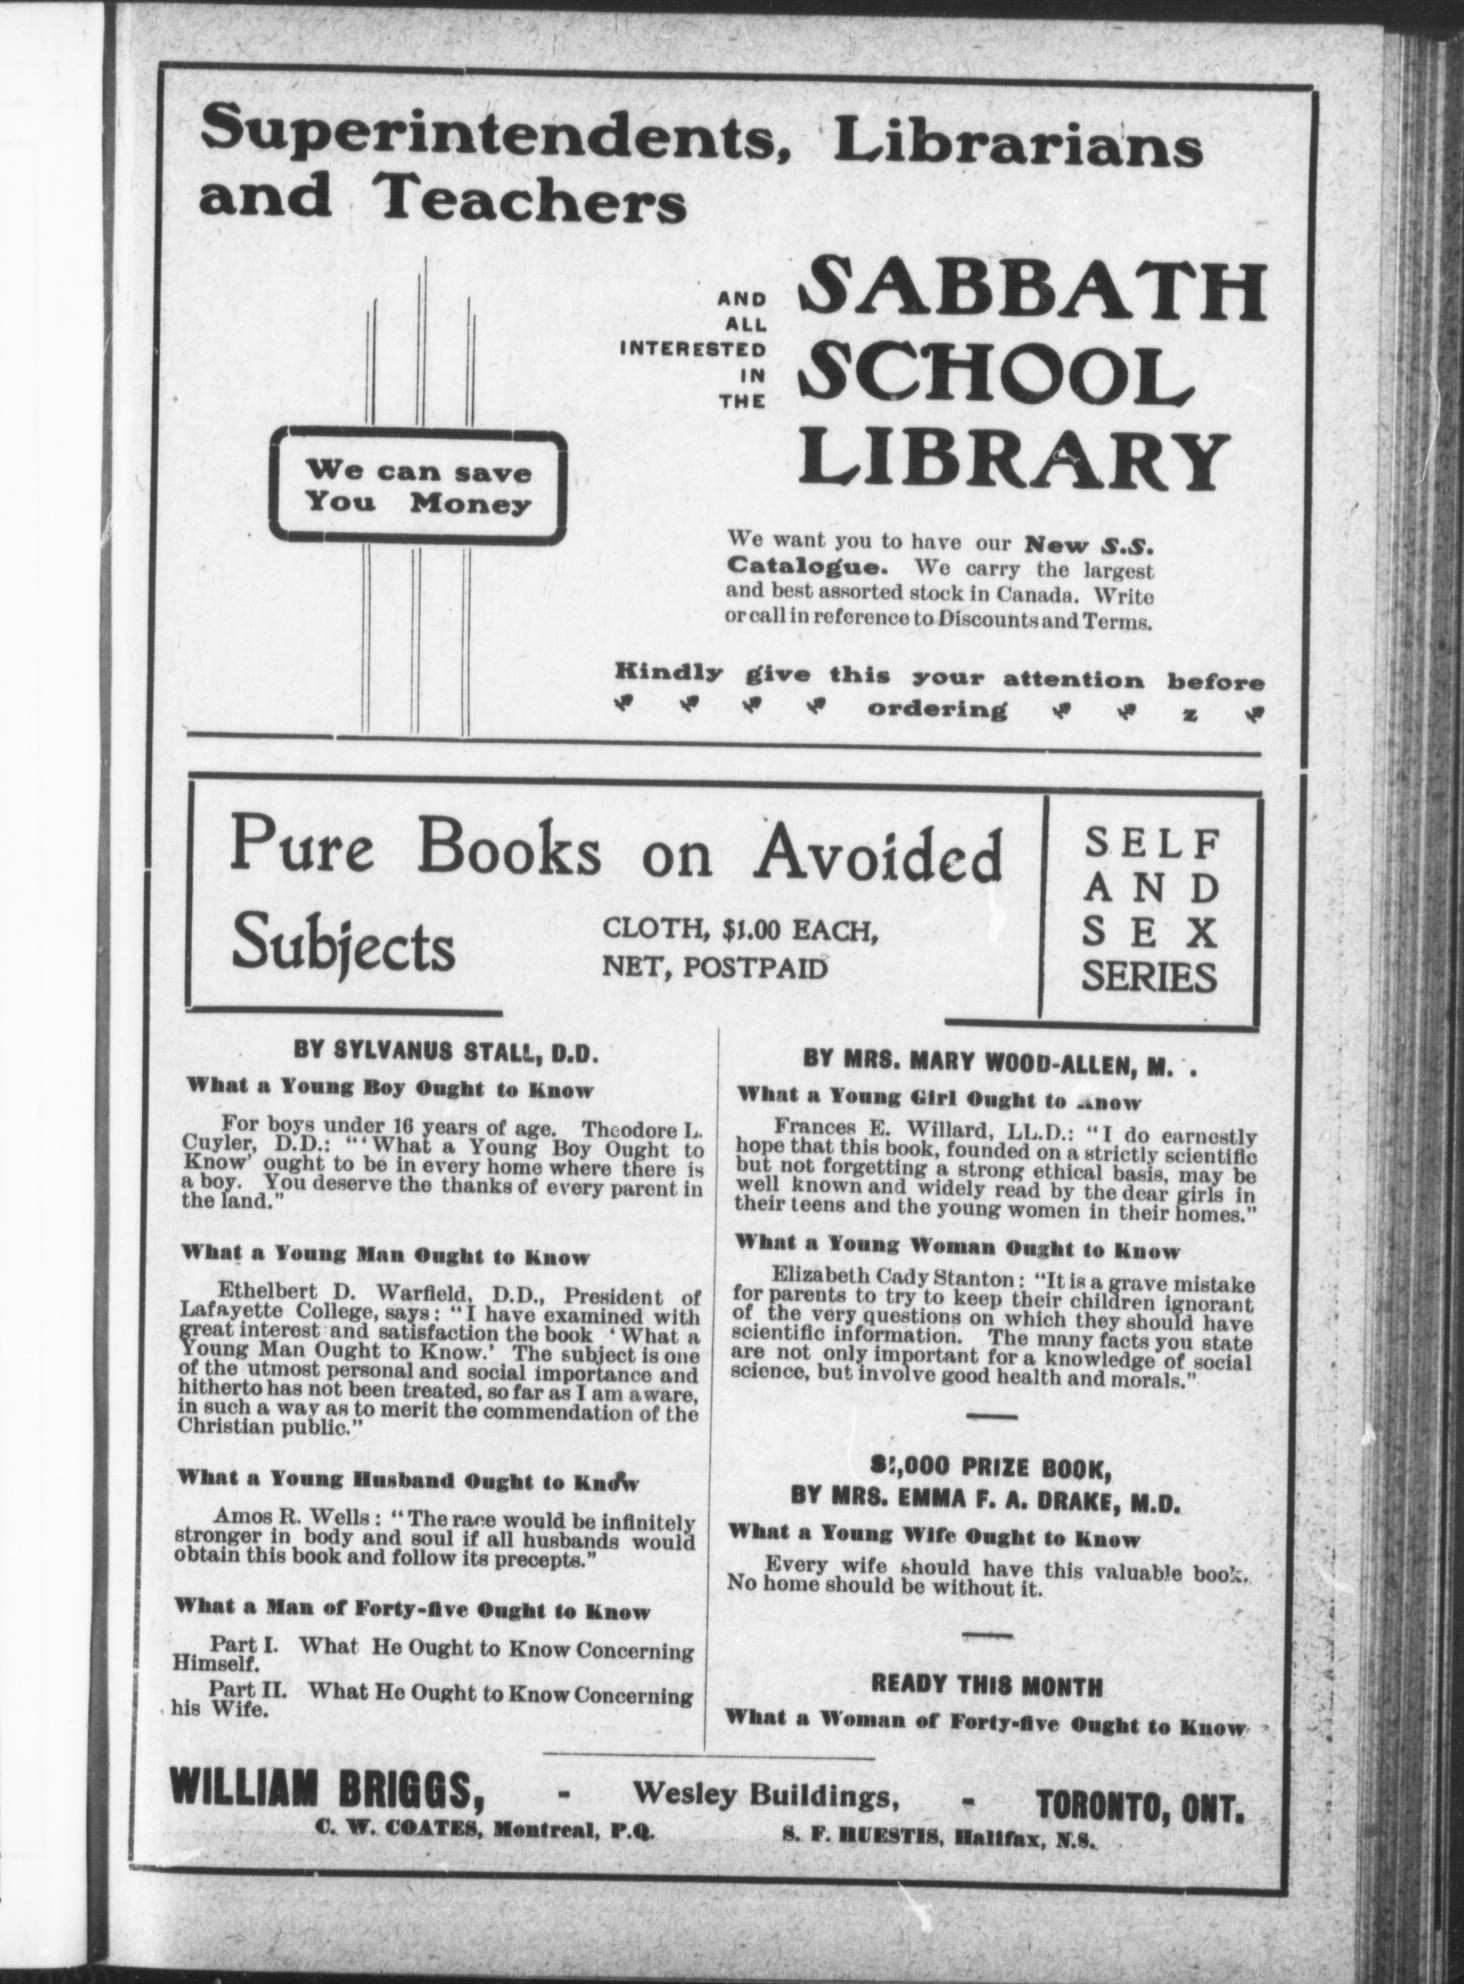 Superintendents, Librarians
and Teachers
AND
ALL
INTERESTED
IN
THE
SABBATH
SCHOOL
LIBRARY
We can save
You Money
We want you to have our New S.S.
Catalogue. We carry the largest
and best assorted stock in Canada. Write
or call in reference to Discounts and Terms.
Kindly give this your attention before
ordering z
Pure Books on Avoided
Subjects
CLOTH, $1.00 EACH,
NET, POSTPAID
SELF
AND
SEX
SERIES
BY SYLVANUS STALL, D.D.
What a Young Boy Ought to Know
For boys under 16 years of age. Theodore L.
Cuyler, D.D.: "'What a Young Boy Ought to
Know' ought to be in every home where there is
a boy. You deserve the thanks of every parent in
the land."
What a Young Man Ought to Know
Ethelbert D. Warfield, D.D., President of
Lafayette College, says: "I have examined with
great interest and satisfaction the book 'What a
Young Man Ought to Know.' The subject is one
of the utmost personal and social importance and
hitherto has not been treated, so far as I am aware,
in such a way as to merit the commendation of the
Christian public."
What a Young Husband Ought to Know
Amos R. Wells: "The race would be infinitely
stronger in body and soul if all husbands would
obtain this book and follow its precepts."
What a Man of Forty-five Ought to Know
Part I. What He Ought to Know Concerning
Himself.
Part II. What He Ought to Know Concerning
his Wife.
BY MRS. MARY WOOD-ALLEN, M.
What a Young Girl Ought to Know
Frances E. Willard, LL.D.: "I do earnestly
hope that this book, founded on a strictly scientific
but not forgetting a strong ethical basis, may be
well known and widely read by the dear girls in
their teens and the young women in their homes."
What a Young Woman Ought to Know
Elizabeth Cady Stanton: "It is a grave mistake
for parents to try to keep their children ignorant
of the very questions on which they should have
scientific information. The many facts you state
are not only important for a knowledge of social
science, but involve good health and morals."
$1,000 PRIZE BOOK,
BY MRS. EMMA F. A. DRAKE, M.D.
What a Young Wife Ought to Know
Every wife should have this valuable book.
No home should be without it.
READY THIS MONTH
What a Woman of Forty-five Ought to Know
WILLIAM BRIGGS, - Wesley Buildings, - TORONTO, ONT.
C. W. COATES, Montreal, P.Q. S. F. HUESTIS, Halifax, N.S.